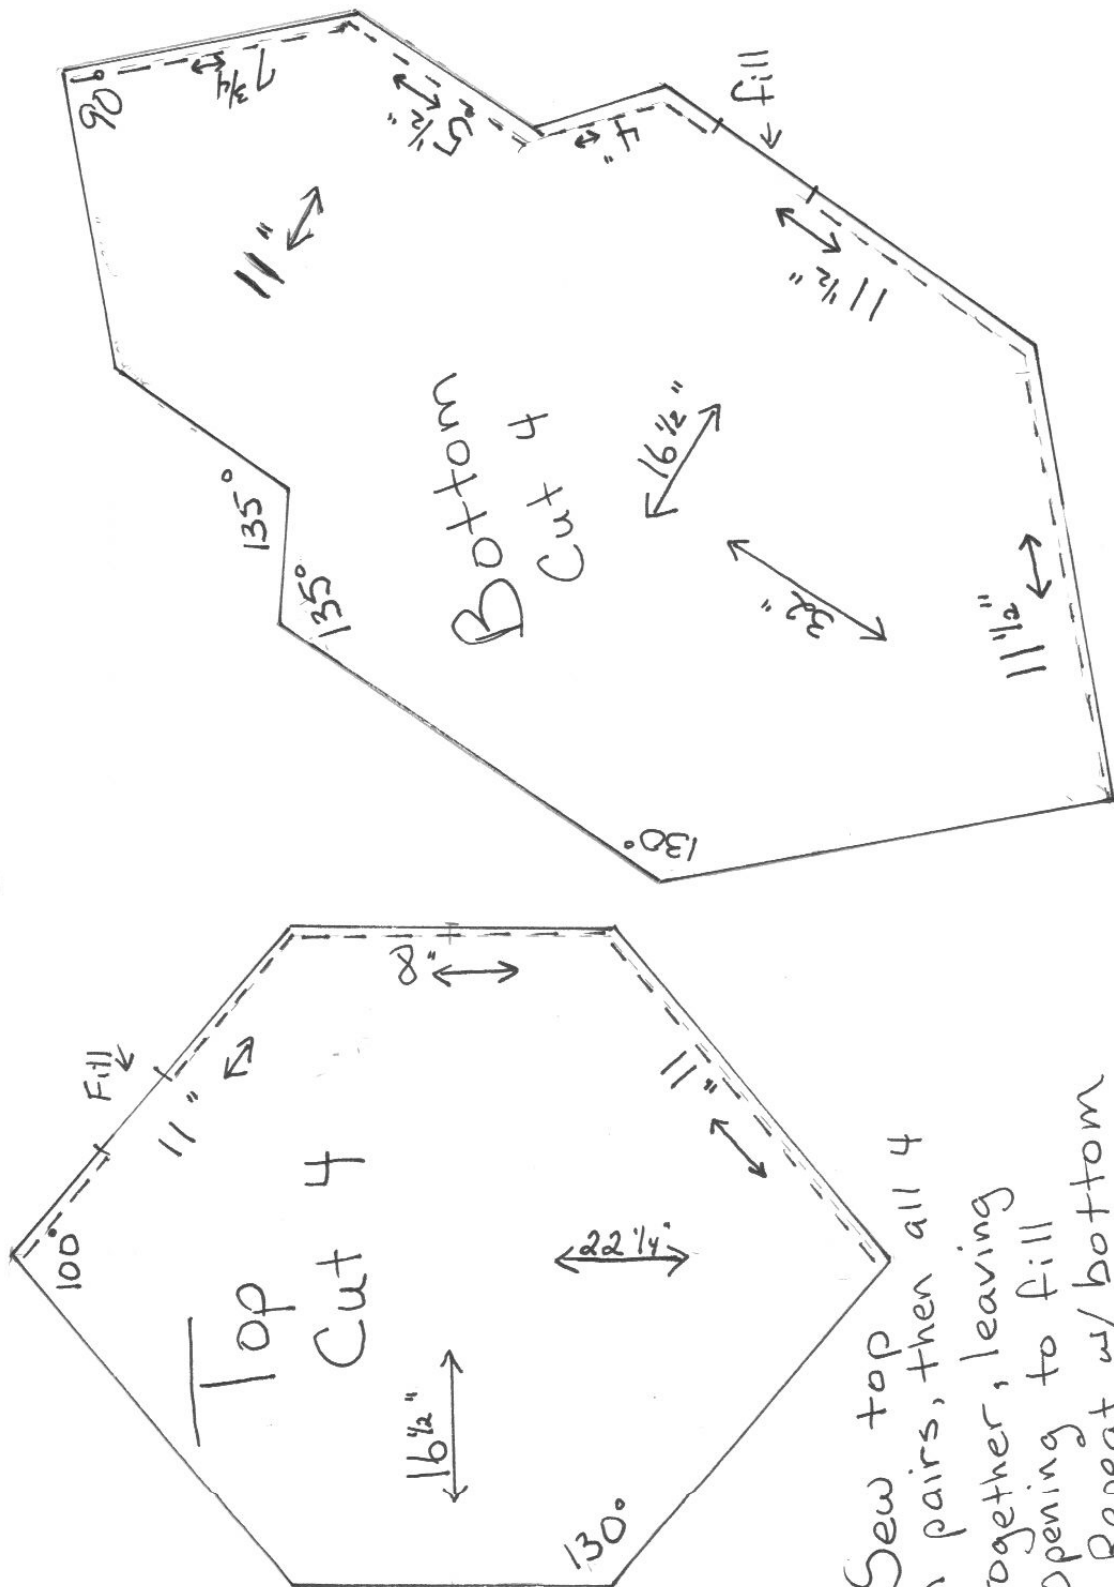 Top
Cut 4
100°
Fill
11"
8"
11"
22 1/4"
16 1/2"
130°
Bottom
Cut 4
90°
7 3/4
5 1/2"
4"
fill
11 1/2"
11 1/2"
11"
135°
135°
16 1/2"
32"
130°
Sew top
pairs, then all 4
together, leaving
opening to fill
Repeat w/ bottom